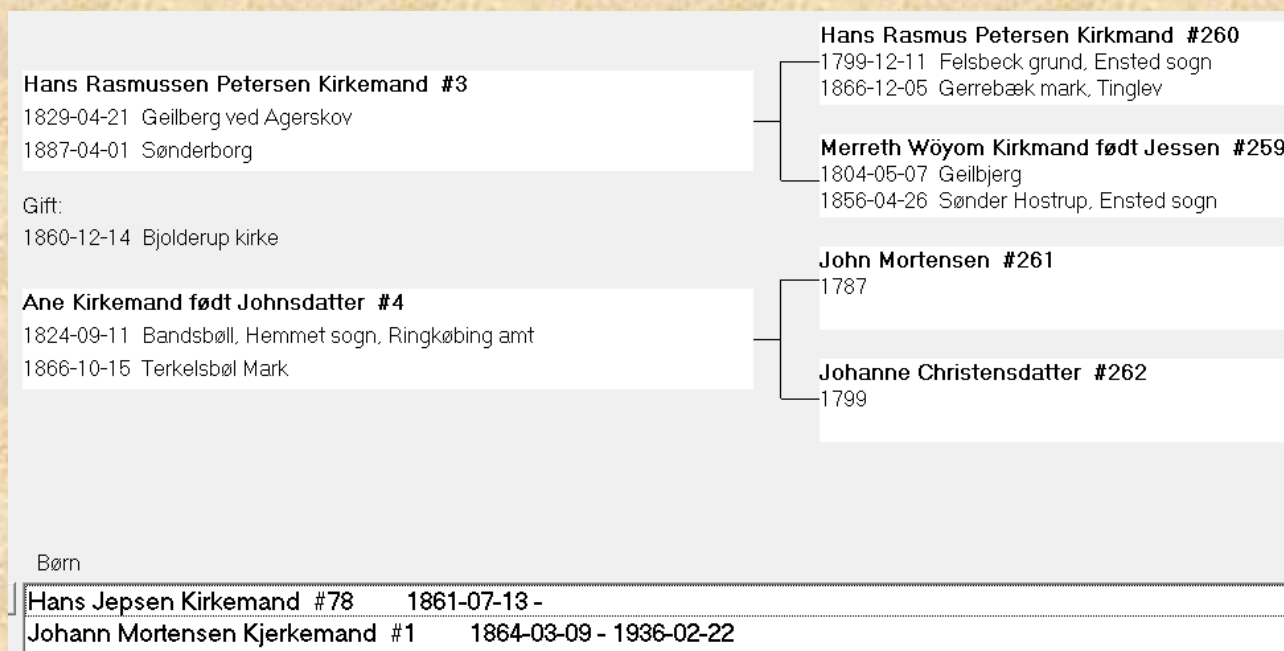 Hans Rasmussen Petersen Kirkemand #3
1829-04-21 Geilberg ved Agerskov
1887-04-01 Sønderborg
Gift:
1860-12-14 Bjolderup kirke
Ane Kirkemand født Johnsdatter #4
1824-09-11 Bandsbøll, Hemmet sogn, Ringkøbing amt
1866-10-15 Terkelsbøl Mark
Hans Rasmus Petersen Kirkmand #260
1799-12-11 Felsbeck grund, Ensted sogn
1866-12-05 Gerrebæk mark, Tinglev
Merreth Wöyom Kirkmand født Jessen #259
1804-05-07 Geilbjerg
1856-04-26 Sønder Hostrup, Ensted sogn
John Mortensen #261
1787
Johanne Christensdatter #262
1799
Børn
Hans Jepsen Kirkemand #78 1861-07-13 -
Johann Mortensen Kjerkemand #1 1864-03-09 - 1936-02-22